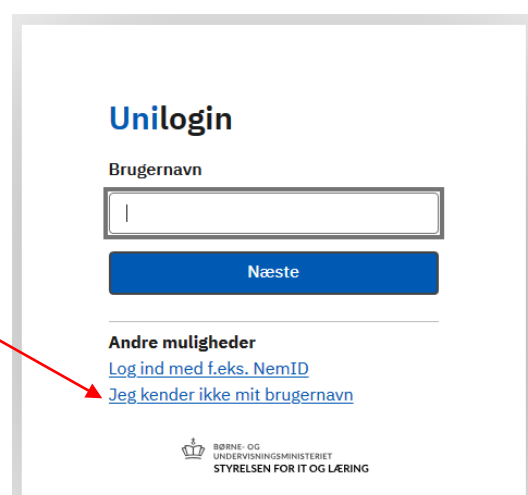 Unilogin
Brugernavn
Næste
Andre muligheder
Log ind med f.eks. NemID
Jeg kender ikke mit brugernavn
BØRNE- OG
UNDERVISNINGSMINISTERIET
STYRELSEN FOR IT OG LÆRING